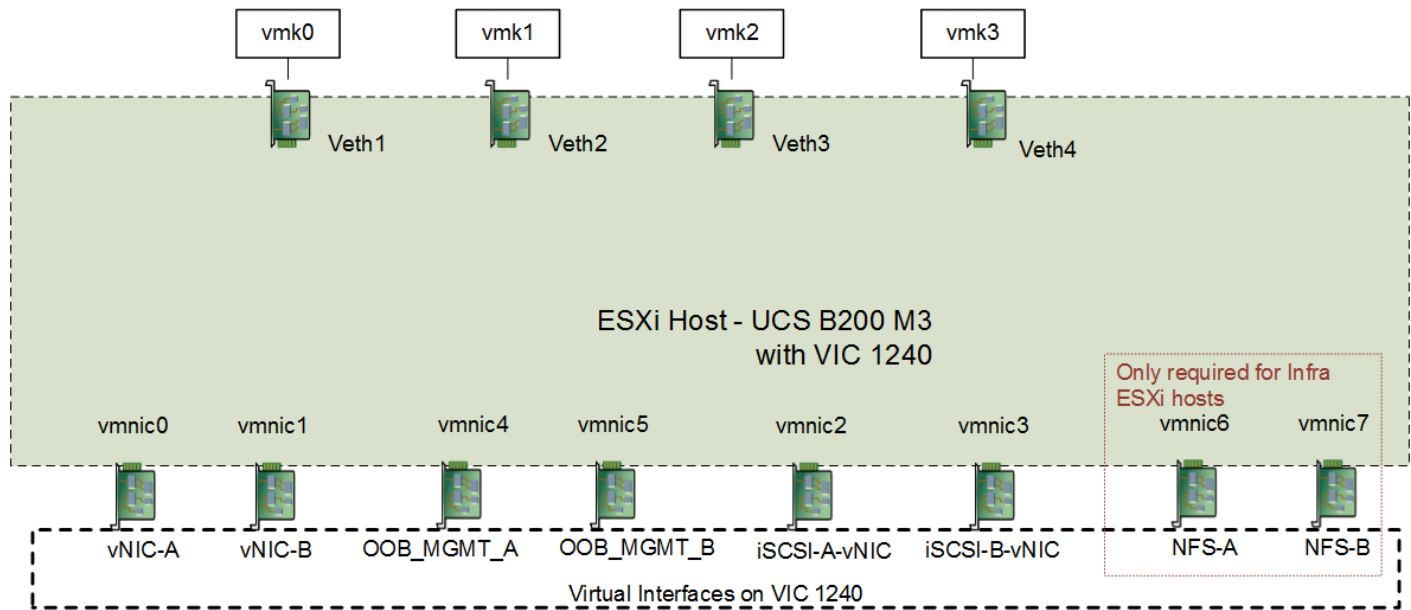 vmk0
vmk1
vmk2
vmk3
Veth1
Veth2
Veth3
Veth4
ESXi Host - UCS B200 M3
with VIC 1240
Only required for Infra
ESXi hosts
vmnic0
vmnic1
vmnic4
vmnic5
vmnic2
vmnic3
vmnic6
vmnic7
vNIC-A
vNIC-B
OOB_MGMT_A
OOB_MGMT_B
iSCSI-A-vNIC
iSCSI-B-vNIC
NFS-A
NFS-B
Virtual Interfaces on VIC 1240